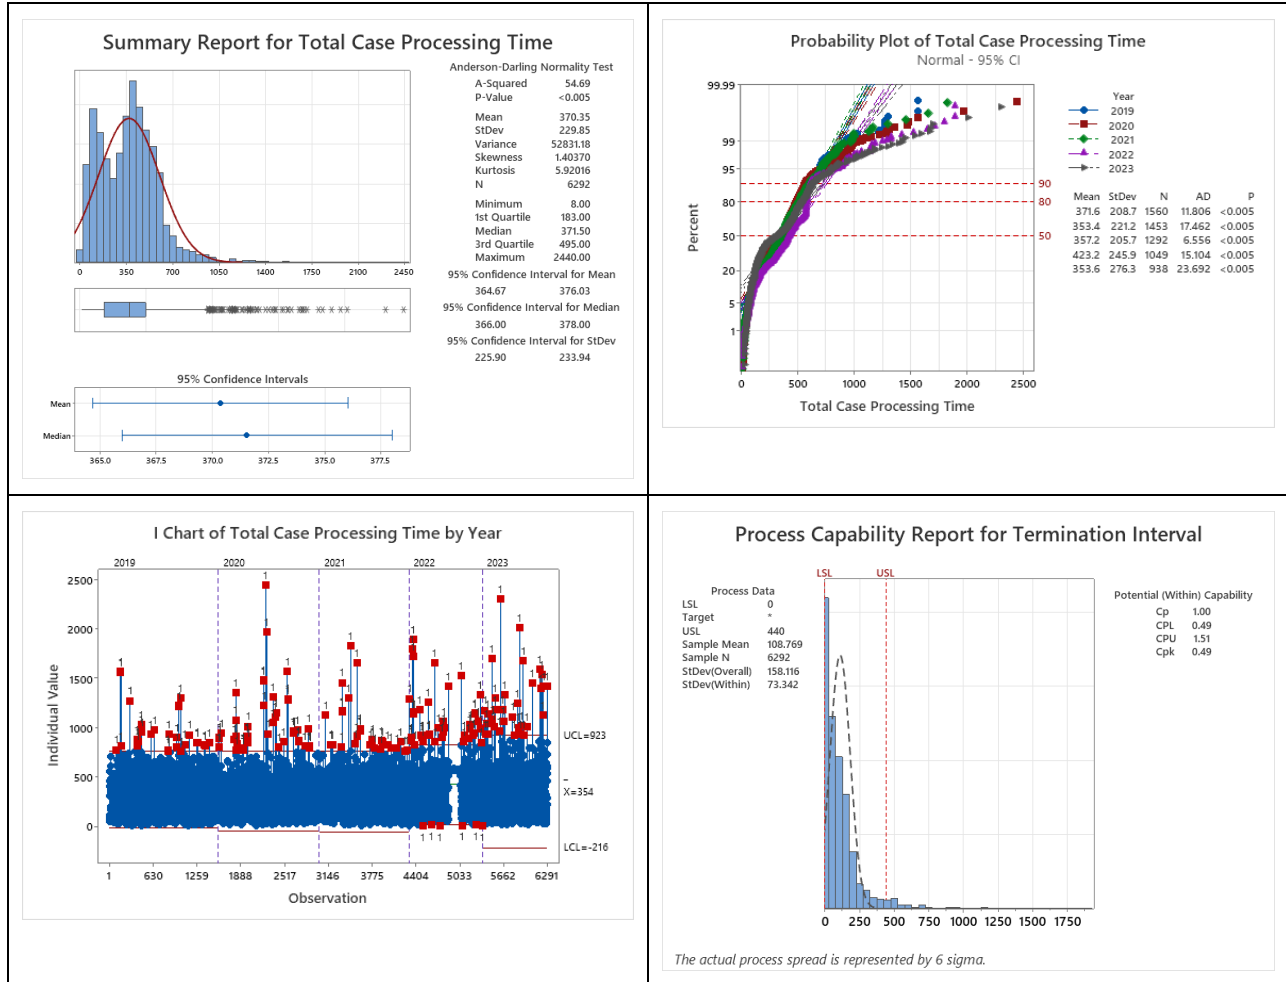 Summary Report for Total Case Processing Time
Anderson-Darling Normality Test
A-Squared 54.69
P-Value <0.005
Mean 370.35
StDev 229.85
Variance 52831.18
Skewness 1.40370
Kurtosis 5.92016
N 6292
Minimum 8.00
1st Quartile 183.00
Median 371.50
3rd Quartile 495.00
Maximum 2440.00
95% Confidence Interval for Mean
364.67 376.03
95% Confidence Interval for Median
366.00 378.00
95% Confidence Interval for StDev
225.90 233.94
0 350 700 1050 1400 1750 2100 2450
95% Confidence Intervals
Mean
Median
365.0 367.5 370.0 372.5 375.0 377.5
Probability Plot of Total Case Processing Time
Normal - 95% CI
Percent
99.99
99
95
80
50
20
5
1
90
80
50
0 500 1000 1500 2000 2500
Total Case Processing Time
Year
2019
2020
2021
2022
2023
Mean StDev N AD P
371.6 208.7 1560 11.806 <0.005
353.4 221.2 1453 17.462 <0.005
357.2 205.7 1292 6.556 <0.005
423.2 245.9 1049 15.104 <0.005
353.6 276.3 938 23.692 <0.005
I Chart of Total Case Processing Time by Year
2019 2020 2021 2022 2023
Individual Value
2500
2000
1500
1000
500
0
UCL=923
X=354
LCL=-216
1 630 1259 1888 2517 3146 3775 4404 5033 5662 6291
Observation
Process Capability Report for Termination Interval
LSL USL
Process Data
LSL 0
Target *
USL 440
Sample Mean 108.769
Sample N 6292
StDev(Overall) 158.116
StDev(Within) 73.342
Potential (Within) Capability
Cp 1.00
CPL 0.49
CPU 1.51
Cpk 0.49
0 250 500 750 1000 1250 1500 1750
The actual process spread is represented by 6 sigma.